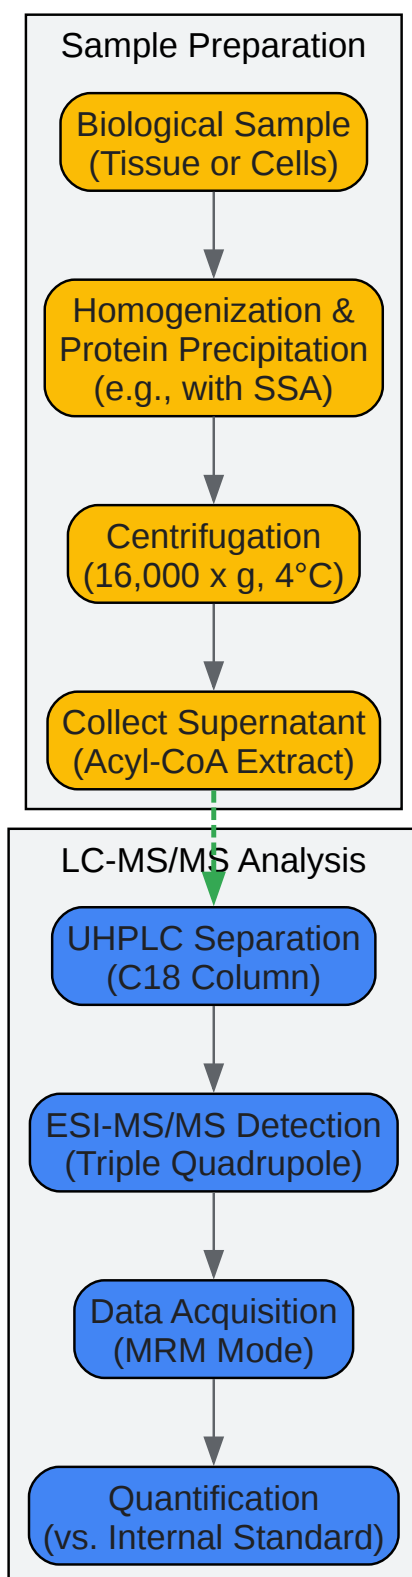 Sample Preparation
Biological Sample
(Tissue or Cells)
Homogenization &
Protein Precipitation
(e.g., with SSA)
Centrifugation
(16,000 x g, 4°C)
Collect Supernatant
(Acyl-CoA Extract)
LC-MS/MS Analysis
UHPLC Separation
(C18 Column)
ESI-MS/MS Detection
(Triple Quadrupole)
Data Acquisition
(MRM Mode)
Quantification
(vs. Internal Standard)